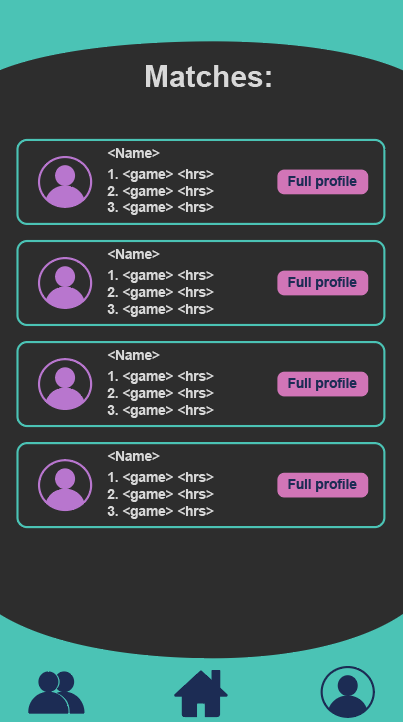 Matches:
<Name>
1. <game> <hrs>
2. <game> <hrs>
3. <game> <hrs>
Full profile
<Name>
1. <game> <hrs>
2. <game> <hrs>
3. <game> <hrs>
Full profile
<Name>
1. <game> <hrs>
2. <game> <hrs>
3. <game> <hrs>
Full profile
<Name>
1. <game> <hrs>
2. <game> <hrs>
3. <game> <hrs>
Full profile